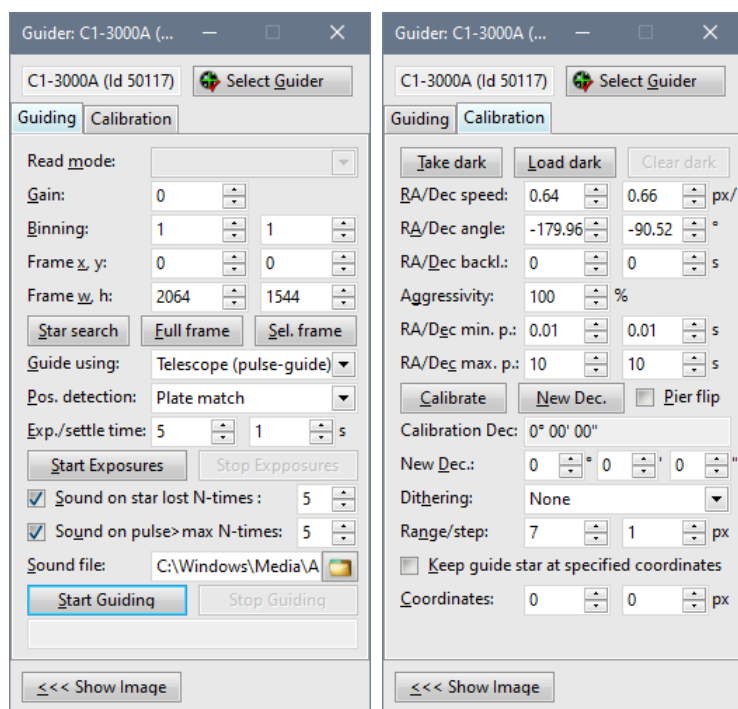 Guider: C1-3000A (...
C1-3000A (Id 50117) Select Guider
Guiding Calibration
Read mode:
Gain: 0
Binning: 1 1
Frame x, y: 0 0
Frame w, h: 2064 1544
Star search Full frame Sel. frame
Guide using: Telescope (pulse-guide)
Pos. detection: Plate match
Exp./settle time: 5 1 s
Start Exposures Stop Expposures
Sound on star lost N-times : 5
Sound on pulse>max N-times: 5
Sound file: C:\Windows\Media\A
Start Guiding Stop Guiding
<<< Show Image
Guider: C1-3000A (...
C1-3000A (Id 50117) Select Guider
Guiding Calibration
Take dark Load dark Clear dark
RA/Dec speed: 0.64 0.66 px/
RA/Dec angle: -179.96 -90.52 °
RA/Dec backl.: 0 0 s
Aggressivity: 100 %
RA/Dec min. p.: 0.01 0.01 s
RA/Dec max. p.: 10 10 s
Calibrate New Dec. Pier flip
Calibration Dec: 0° 00' 00"
New Dec.: 0 ° 0 ' 0 "
Dithering: None
Range/step: 7 1 px
Keep guide star at specified coordinates
Coordinates: 0 0 px
<<< Show Image